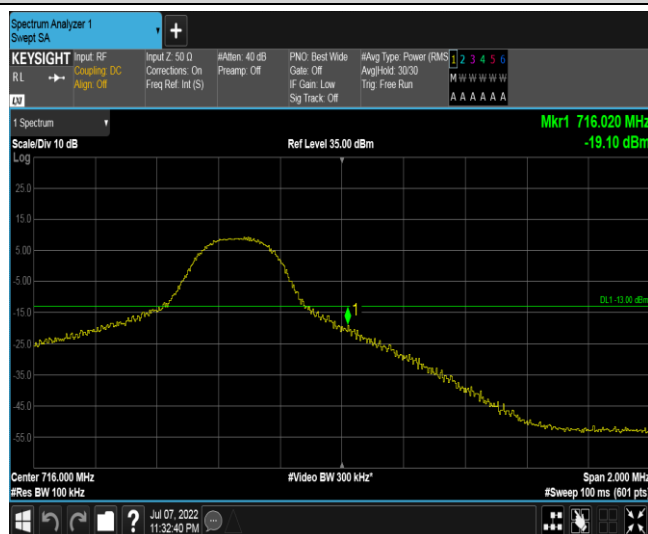 Spectrum Analyzer 1
Swept SA
+
KEYSIGHT Input: RF Input Z: 50 Ω #Atten: 40 dB PNO: Best Wide #Avg Type: Power (RMS 1 2 3 4 5 6
RL Coupling: DC Corrections: On Preamp: Off Gate: Off Avg|Hold: 30/30 M W W W W W
Align: Off Freq Ref: Int (S) IF Gain: Low Trig: Free Run
LXI Sig Track: Off A A A A A A
1 Spectrum Mkr1 716.020 MHz
Scale/Div 10 dB Ref Level 35.00 dBm -19.10 dBm
Log
25.0
15.0
5.00
-5.00
DL1 -13.00 dBm
-15.0 1
-25.0
-35.0
-45.0
-55.0
Center 716.000 MHz #Video BW 300 kHz* Span 2.000 MHz
#Res BW 100 kHz #Sweep 100 ms (601 pts)
? Jul 07, 2022
11:32:40 PM